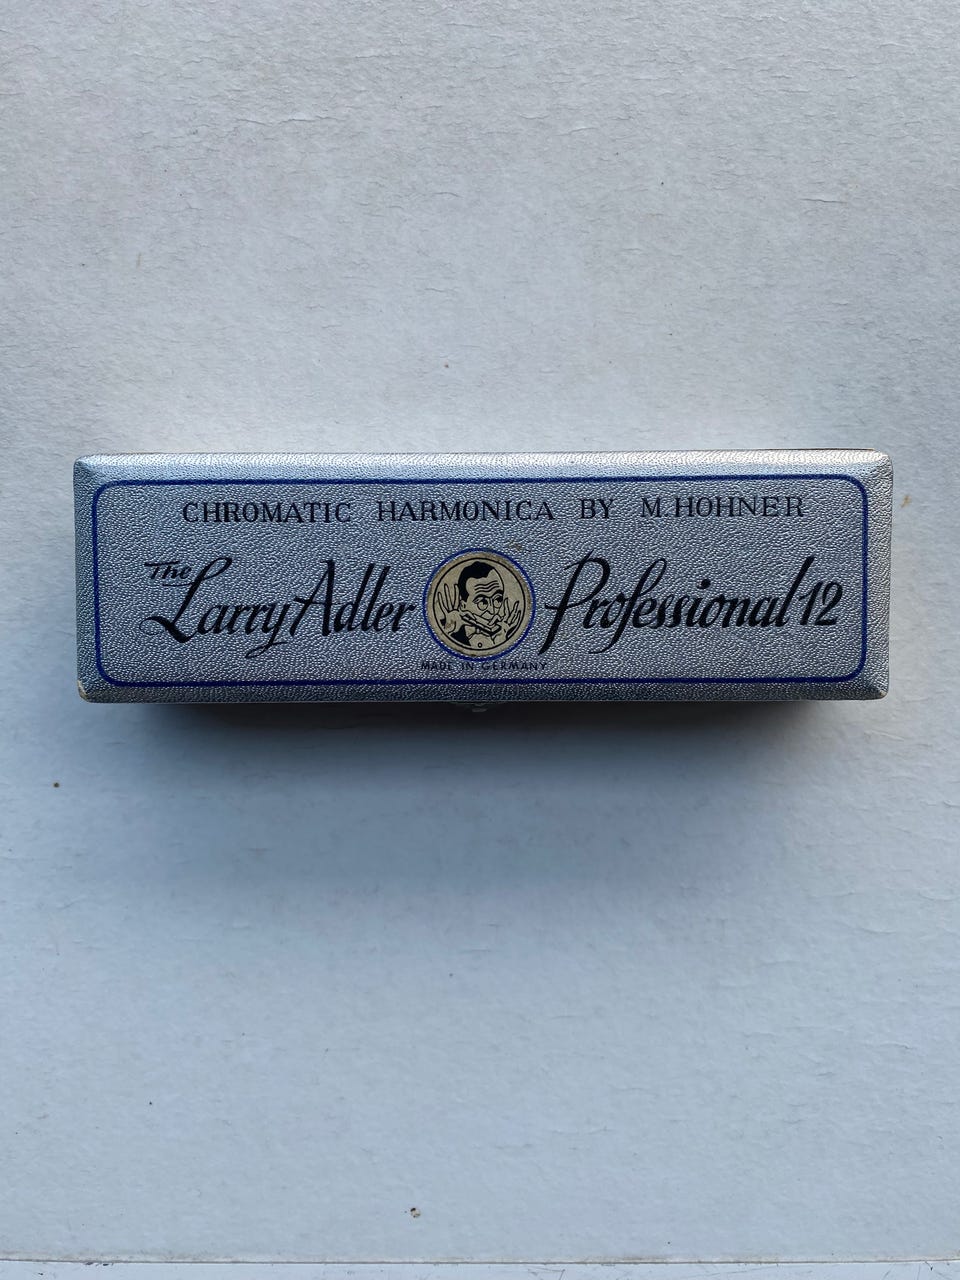 CHROMATIC HARMONICA BY M.HOHNER
The Larry Adler Professional 12
MADE IN GERMANY